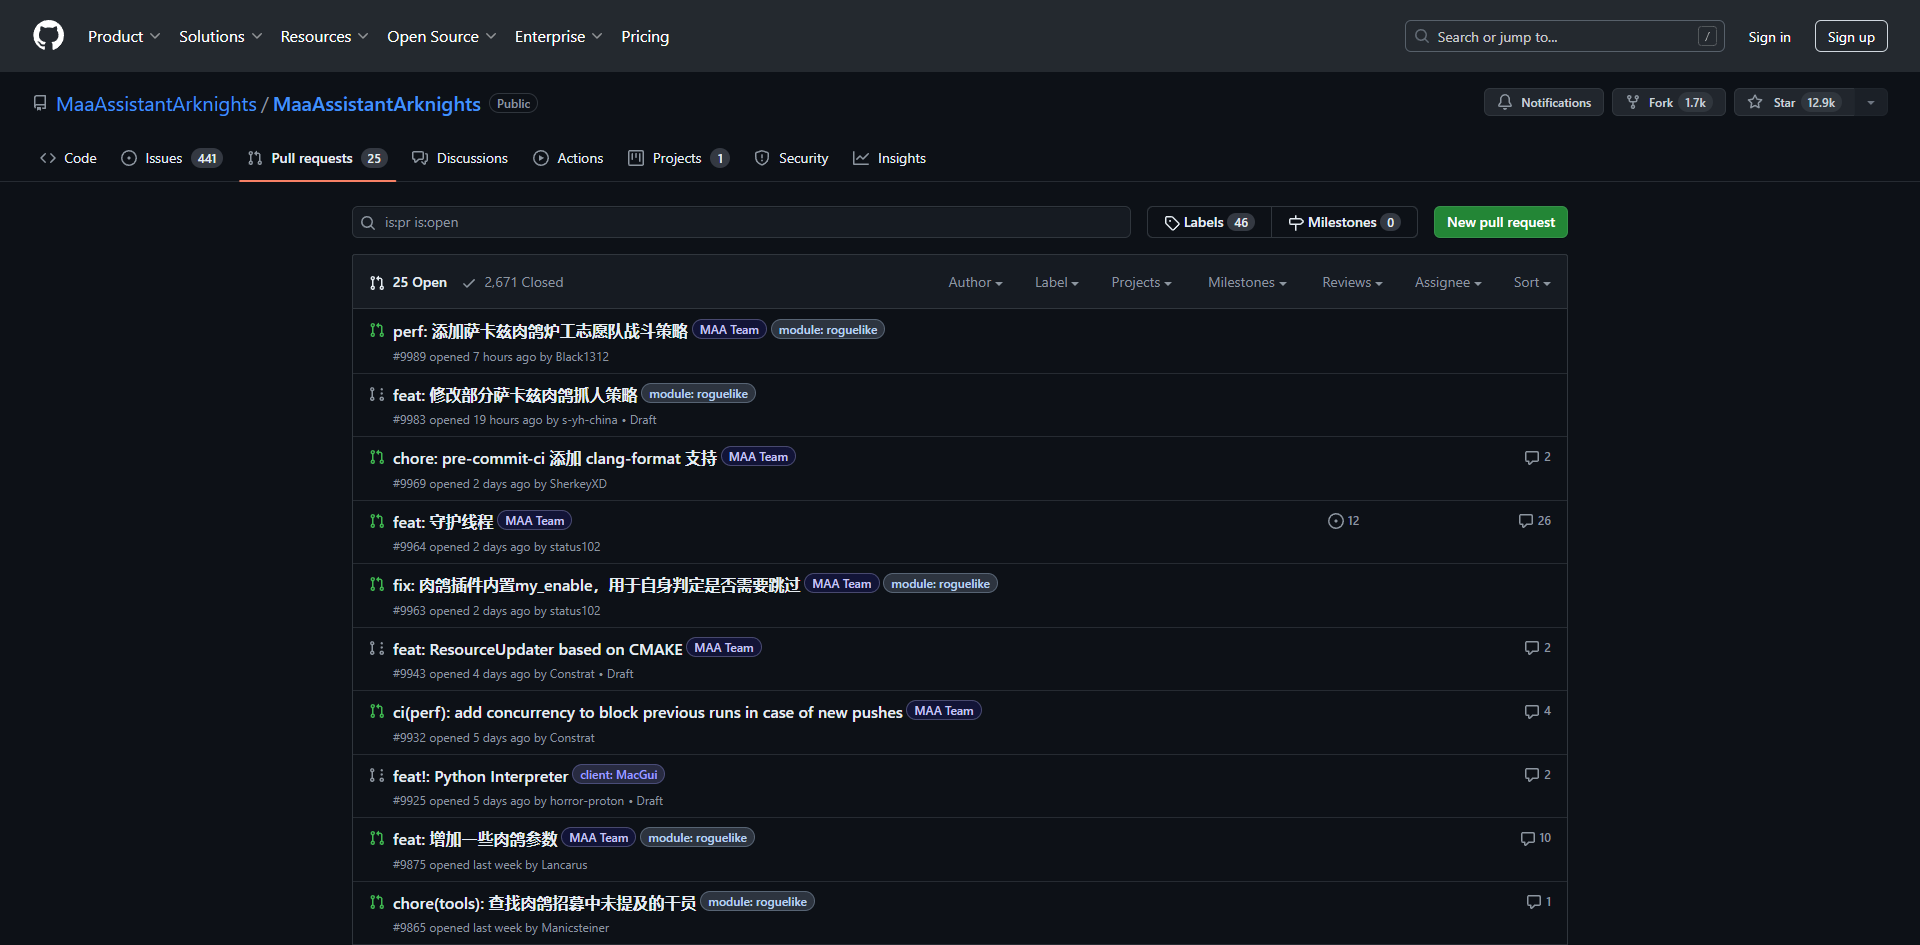 Product Solutions Resources Open Source Enterprise Pricing Search or jump to... / Sign in Sign up
MaaAssistantArknights / MaaAssistantArknights Public Notifications Fork 1.7k Star 12.9k
Code Issues 441 Pull requests 25 Discussions Actions Projects 1 Security Insights
is:pr is:open Labels 46 Milestones 0 New pull request
25 Open 2,671 Closed Author Label Projects Milestones Reviews Assignee Sort
perf: 添加萨卡兹肉鸽炉工志愿队战斗策略 MAA Team module: roguelike
#9989 opened 7 hours ago by Black1312
feat: 修改部分萨卡兹肉鸽抓人策略 module: roguelike
#9983 opened 19 hours ago by s-yh-china • Draft
chore: pre-commit-ci 添加 clang-format 支持 MAA Team 2
#9969 opened 2 days ago by SherkeyXD
feat: 守护线程 MAA Team 12 26
#9964 opened 2 days ago by status102
fix: 肉鸽插件内置my_enable，用于自身判定是否需要跳过 MAA Team module: roguelike
#9963 opened 2 days ago by status102
feat: ResourceUpdater based on CMAKE MAA Team 2
#9943 opened 4 days ago by Constrat • Draft
ci(perf): add concurrency to block previous runs in case of new pushes MAA Team 4
#9932 opened 5 days ago by Constrat
feat!: Python Interpreter client: MacGui 2
#9925 opened 5 days ago by horror-proton • Draft
feat: 增加一些肉鸽参数 MAA Team module: roguelike 10
#9875 opened last week by Lancarus
chore(tools): 查找肉鸽招募中未提及的干员 module: roguelike 1
#9865 opened last week by Manicsteiner